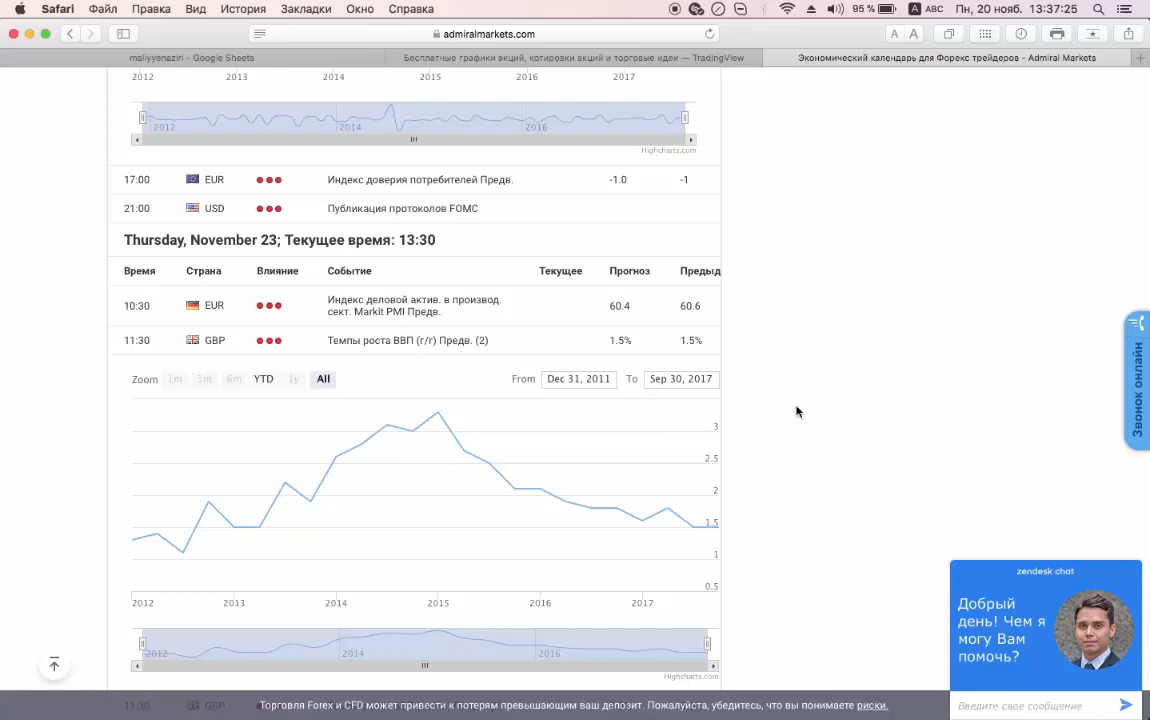 Safari Файл Правка Вид История Закладки Окно Справка 95 % A ABC Пн, 20 нояб. 13:37:25
admiralmarkets.com A A
maliyyenaziri – Google Sheets Бесплатные графики акций, котировки акций и торговые идеи — TradingView Экономический календарь для Форекс трейдеров - Admiral Markets
2012 2013 2014 2015 2016 2017
2012 2014 2016
Highcharts.com
17:00 EUR Индекс доверия потребителей Предв. -1.0 -1
21:00 USD Публикация протоколов FOMC
Thursday, November 23; Текущее время: 13:30
Время Страна Влияние Событие Текущее Прогноз Предыд
10:30 EUR Индекс деловой актив. в производ.
сект. Markit PMI Предв. 60.4 60.6
11:30 GBP Темпы роста ВВП (г/г) Предв. (2) 1.5% 1.5%
Zoom 1m 3m 6m YTD 1y All From Dec 31, 2011 To Sep 30, 2017
3
2.5
2
1.5
1
0.5
2012 2013 2014 2015 2016 2017
2012 2014 2016
Highcharts.com
11:30 GBP
Торговля Forex и CFD может привести к потерям превышающим ваш депозит. Пожалуйста, убедитесь, что вы понимаете риски.
Звонок онлайн
zendesk chat
Добрый
день! Чем я
могу Вам
помочь?
Введите свое сообщение